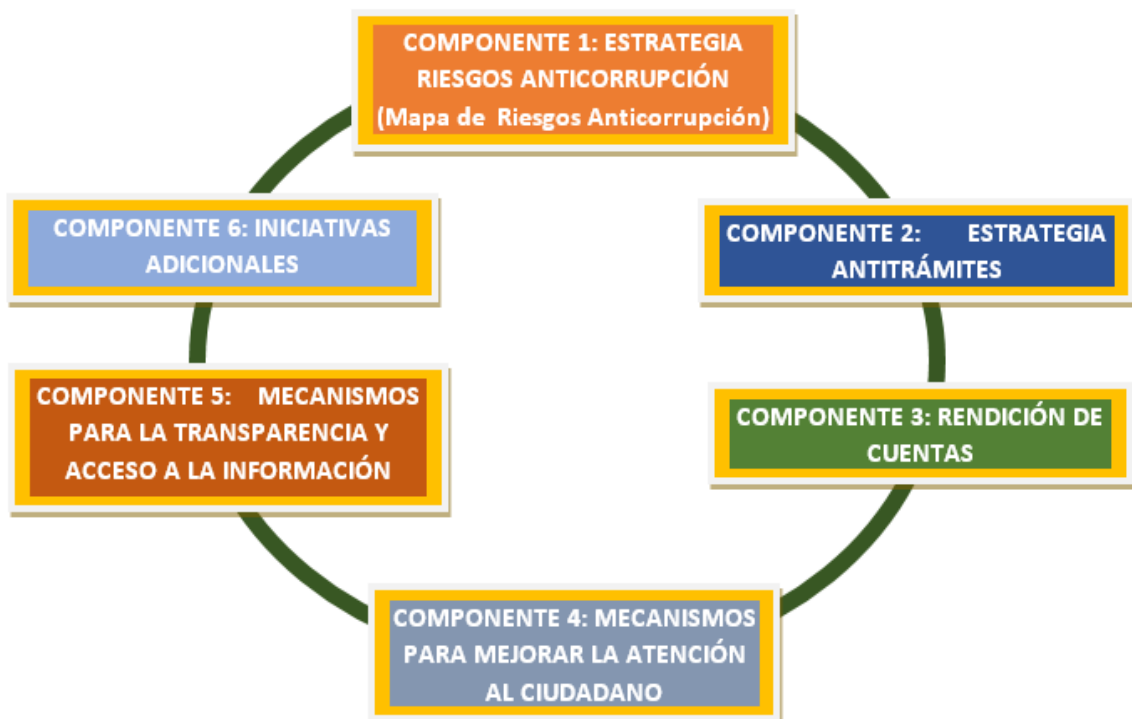 COMPONENTE 1: ESTRATEGIA
RIESGOS ANTICORRUPCIÓN
(Mapa de Riesgos Anticorrupción)
COMPONENTE 2: ESTRATEGIA
ANTITRÁMITES
COMPONENTE 3: RENDICIÓN DE
CUENTAS
COMPONENTE 4: MECANISMOS
PARA MEJORAR LA ATENCIÓN
AL CIUDADANO
COMPONENTE 5: MECANISMOS
PARA LA TRANSPARENCIA Y
ACCESO A LA INFORMACIÓN
COMPONENTE 6: INICIATIVAS
ADICIONALES